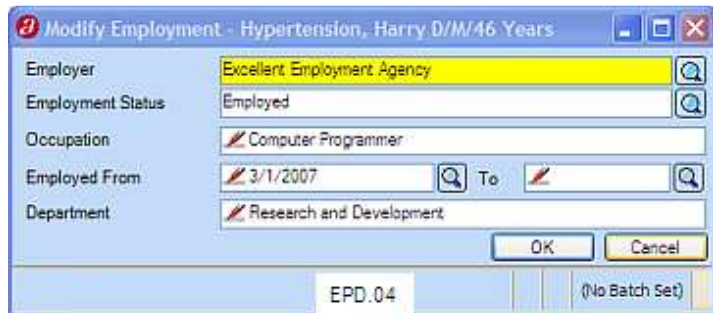 Modify Employment - Hypertension, Harry D/M/46 Years
Employer Excellent Employment Agency
Employment Status Employed
Occupation Computer Programmer
Employed From 3/1/2007 To
Department Research and Development
OK Cancel
EPD.04 (No Batch Set)